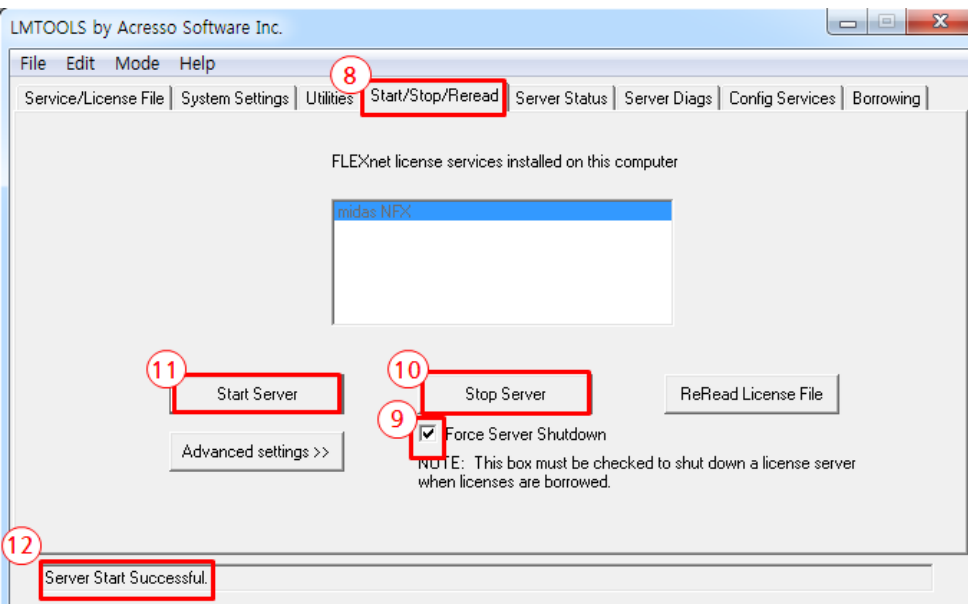 LMTOOLS by Acresso Software Inc.
File Edit Mode Help
8
Service/License File System Settings Utilities Start/Stop/Reread Server Status Server Diags Config Services Borrowing
FLEXnet license services installed on this computer
midas NFX
11
10
Start Server Stop Server ReRead License File
9
Force Server Shutdown
Advanced settings >>
NOTE: This box must be checked to shut down a license server
when licenses are borrowed.
12
Server Start Successful.